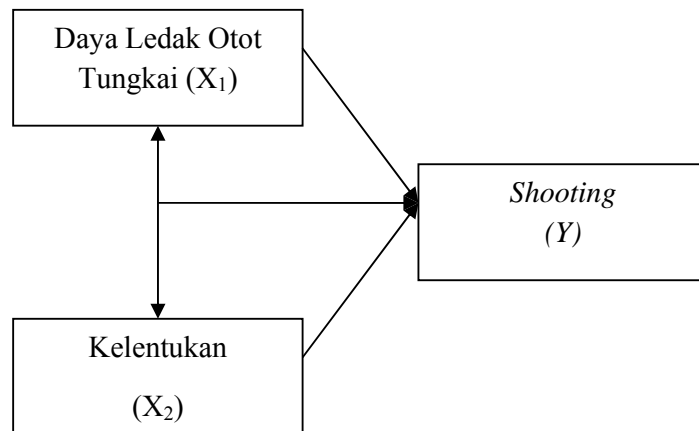 Daya Ledak Otot
Tungkai (X₁)
Shooting
(Y)
Kelentukan
(X₂)